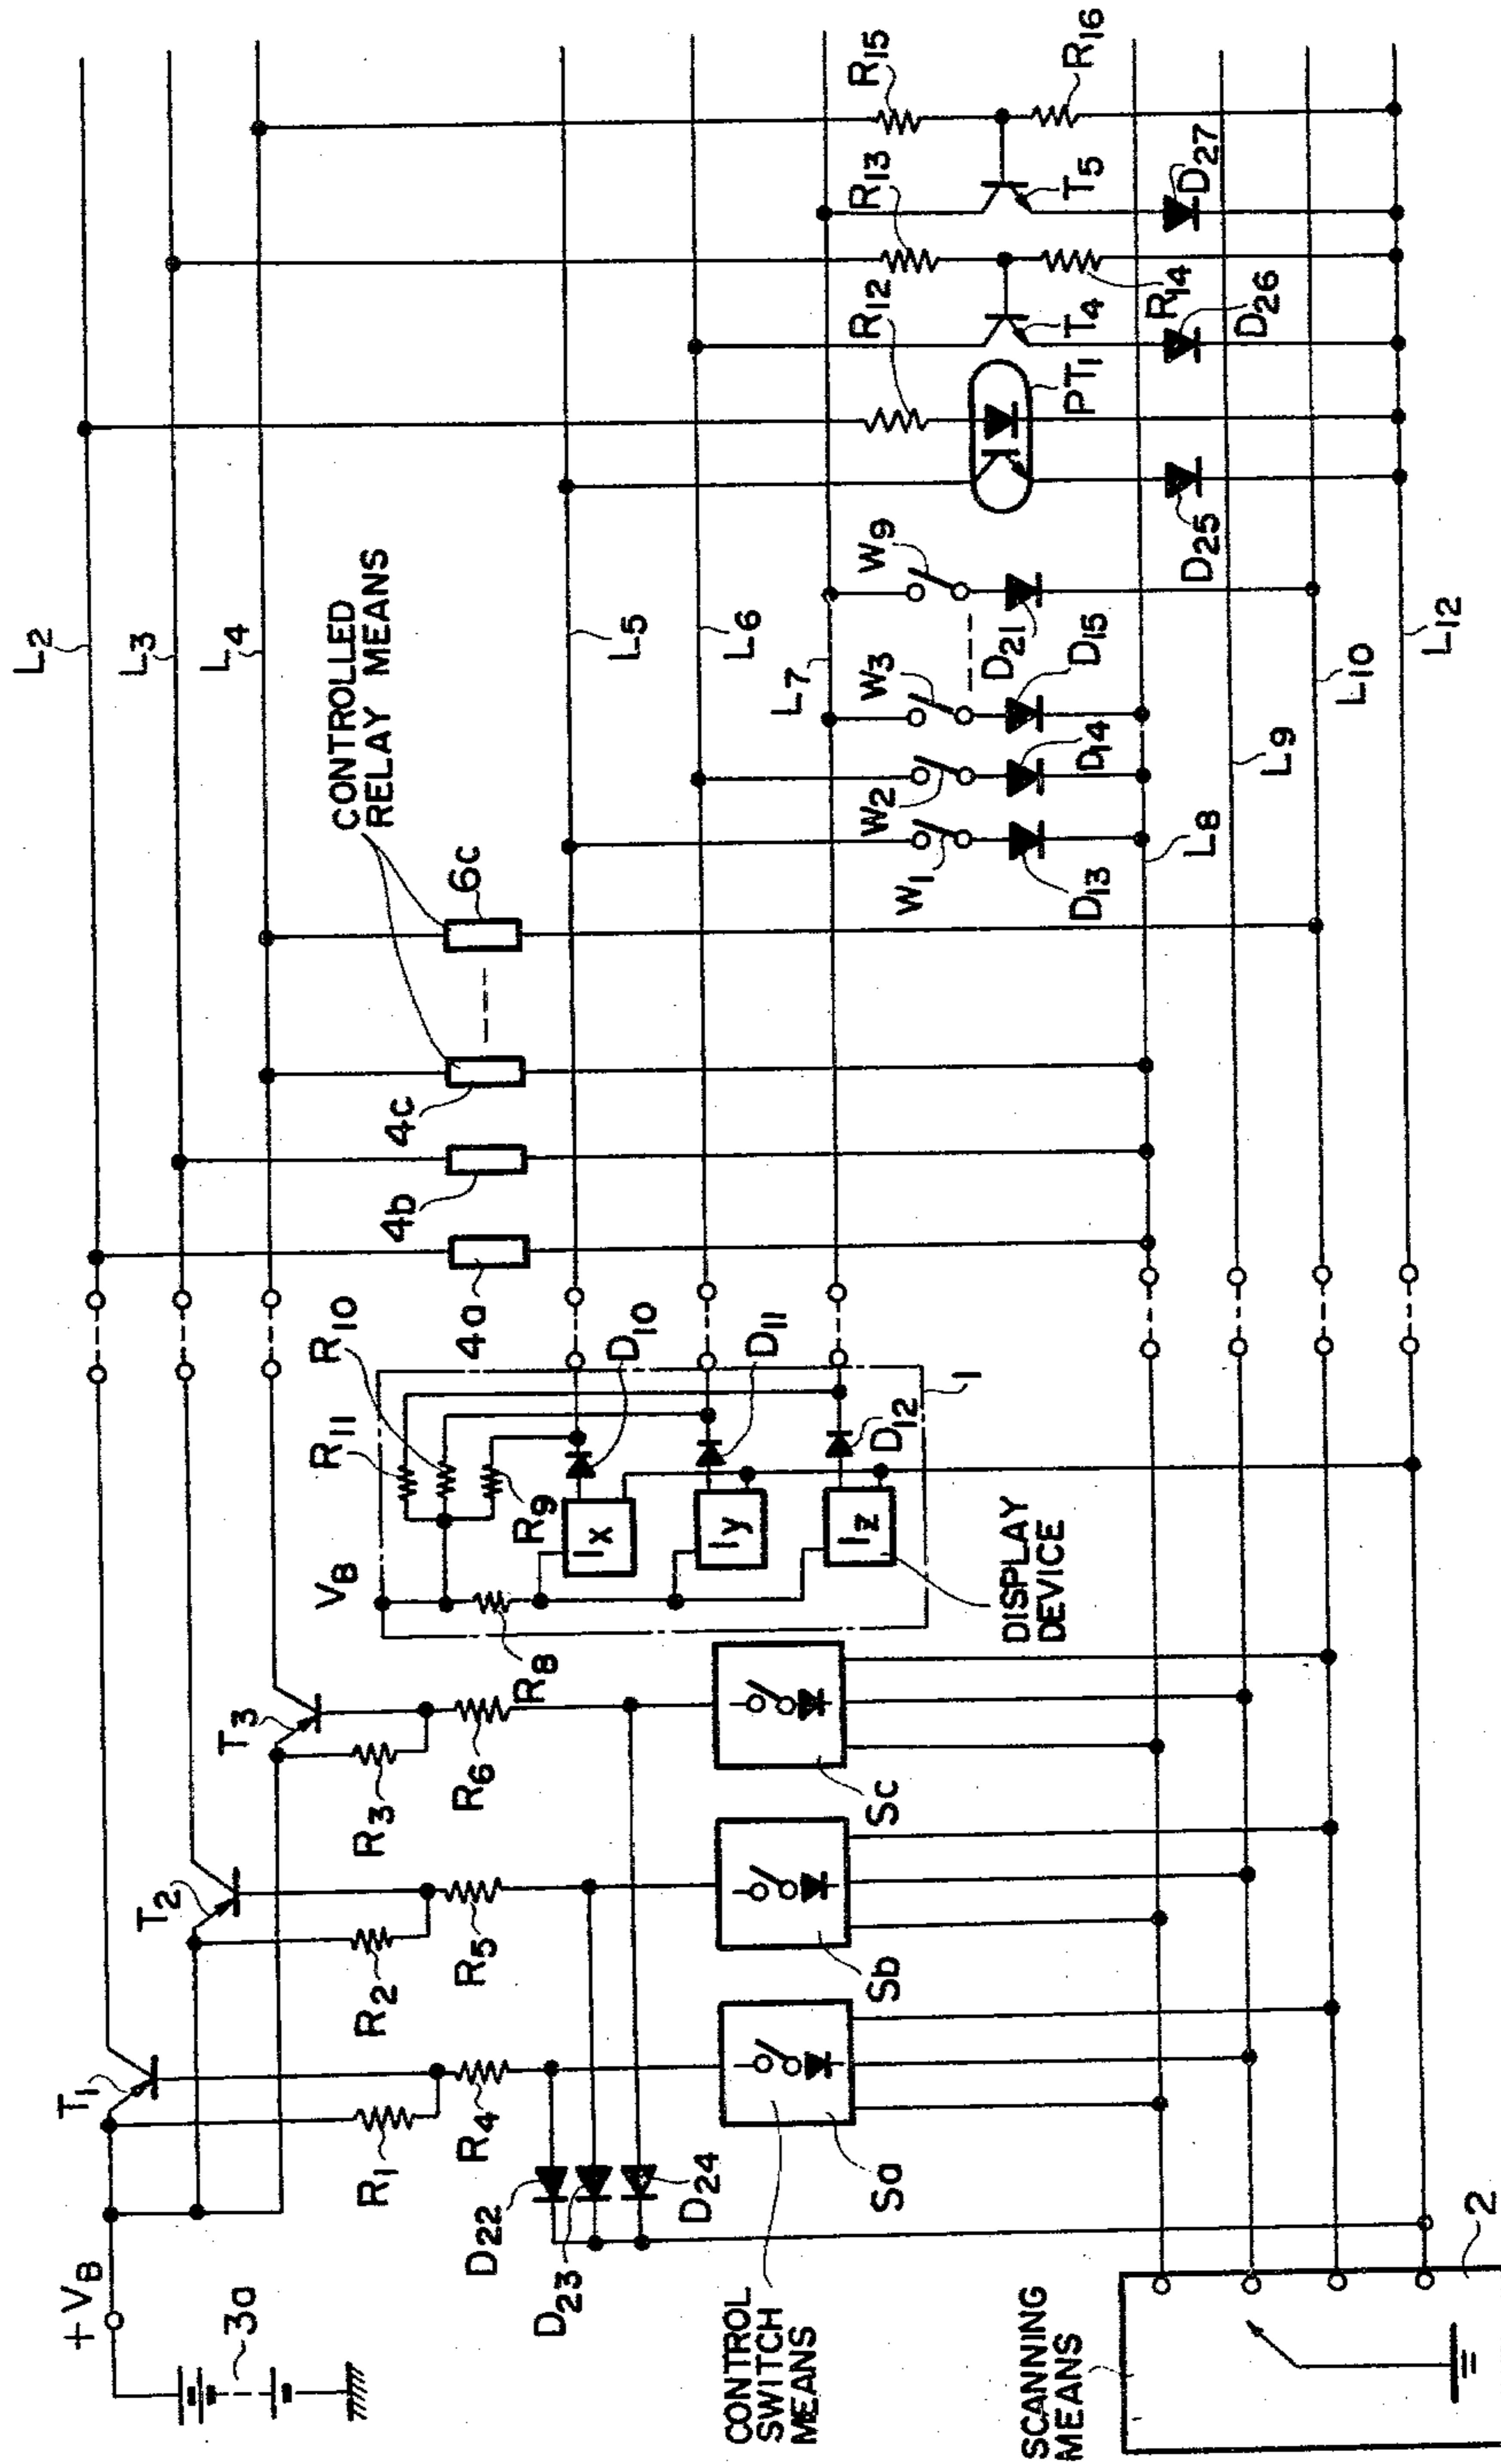 +VB
3a
T1
T2
T3
R1
R2
R3
R4
R5
R6
D22
D23
D24
CONTROL
SWITCH
MEANS
Sa
Sb
Sc
SCANNING
MEANS
2
VB
R8
R9
R10
R11
Ix
Iy
Iz
D10
D11
D12
DISPLAY
DEVICE
1
4a
4b
4c
6c
CONTROLLED
RELAY MEANS
L2
L3
L4
L5
L6
L7
L8
L9
L10
L12
W1
W2
W3
W9
D13
D14
D15
D21
R12
R13
R14
R15
R16
PT1
T4
T5
D25
D26
D27